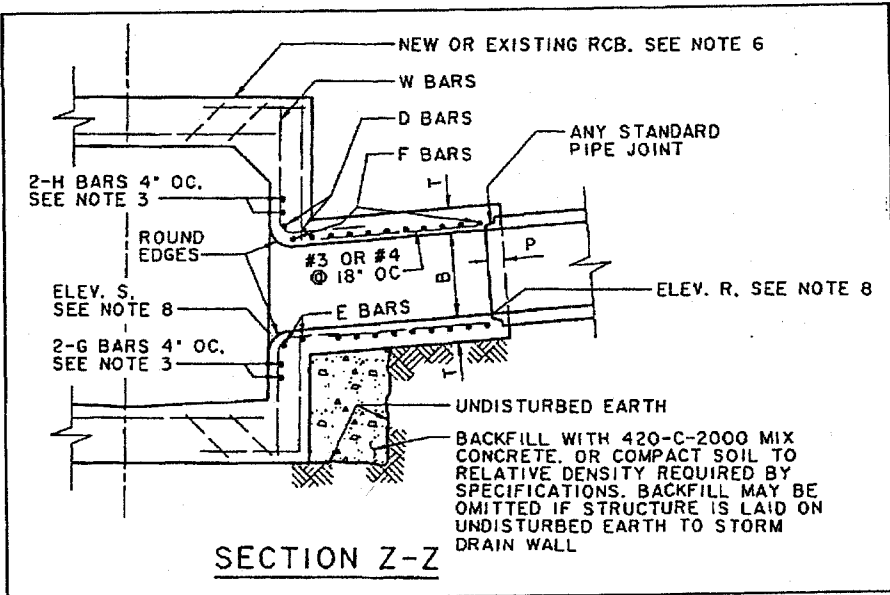 NEW OR EXISTING RCB. SEE NOTE 6
W BARS
D BARS
F BARS
ANY STANDARD
PIPE JOINT
2-H BARS 4" OC.
SEE NOTE 3
T
ROUND
EDGES
#3 OR #4
@ 18" OC
B
P
ELEV. S.
SEE NOTE 8
E BARS
ELEV. R. SEE NOTE 8
2-G BARS 4" OC.
SEE NOTE 3
T
UNDISTURBED EARTH
BACKFILL WITH 420-C-2000 MIX
CONCRETE. OR COMPACT SOIL TO
RELATIVE DENSITY REQUIRED BY
SPECIFICATIONS. BACKFILL MAY BE
OMITTED IF STRUCTURE IS LAID ON
UNDISTURBED EARTH TO STORM
DRAIN WALL
SECTION Z-Z